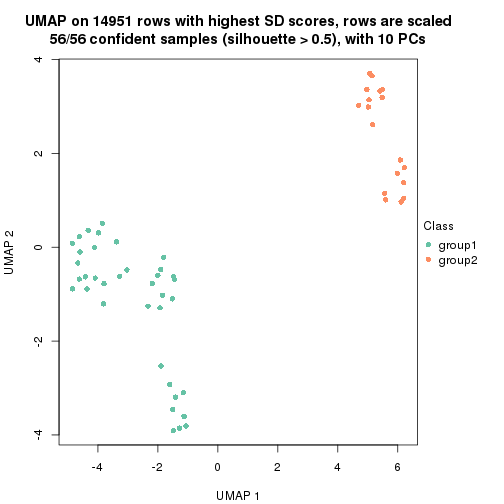 UMAP on 14951 rows with highest SD scores, rows are scaled
56/56 confident samples (silhouette > 0.5), with 10 PCs
4
2
0
-2
-4
UMAP 2
-4
-2
0
2
4
6
UMAP 1
Class
group1
group2